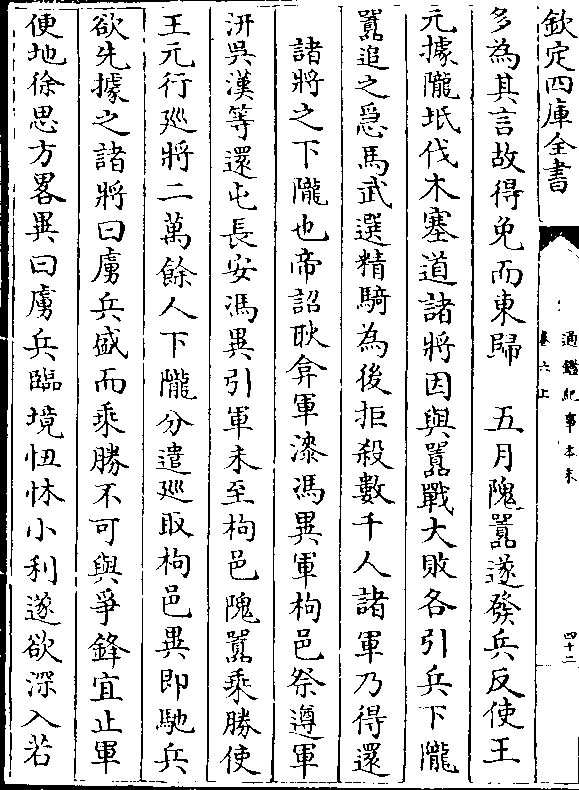 欽定四庫全書
通鑑紀事本末
卷六上
四十二
多為其言故得免而東歸　五月隗囂遂發兵反使王
元據隴坻伐木塞道諸將因與囂戰大敗各引兵下隴
囂追之急馬武選精騎為後拒殺數千人諸軍乃得還
諸將之下隴也帝詔耿弇軍漆馮異軍栒邑祭遵軍
汧吳漢等還屯長安馮異引軍未至栒邑隗囂乘勝使
王元行廵將二萬餘人下隴分遣廵取栒邑異即馳兵
欲先據之諸將曰虜兵盛而乘勝不可與爭鋒宜止軍
便地徐思方畧異曰虜兵臨境忸忕小利遂欲深入若